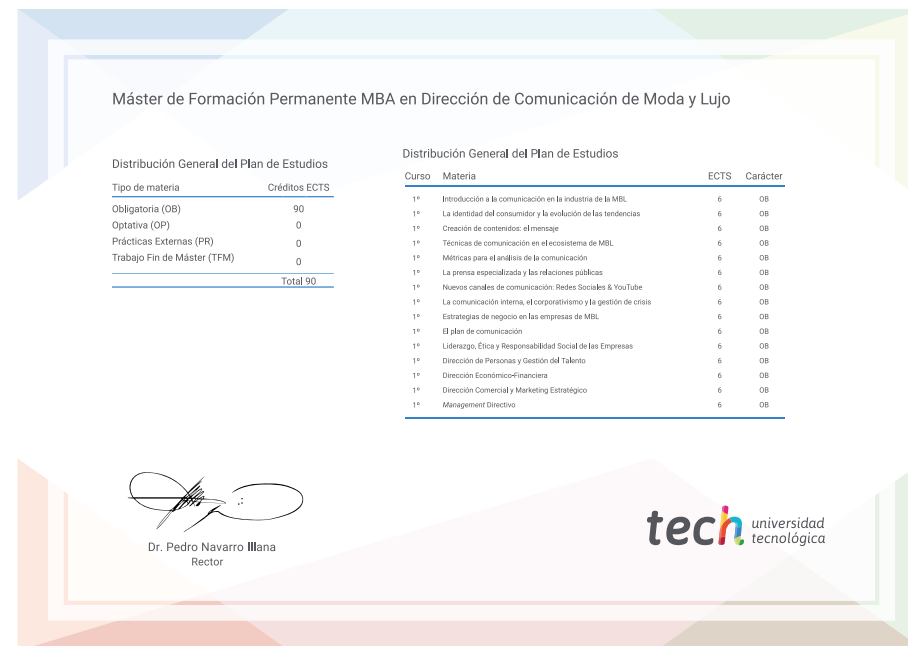 Máster de Formación Permanente MBA en Dirección de Comunicación de Moda y Lujo
Distribución General del Plan de Estudios
Tipo de materia Créditos ECTS
Obligatoria (OB) 90
Optativa (OP) 0
Prácticas Externas (PR) 0
Trabajo Fin de Máster (TFM) 0
Total 90
Distribución General del Plan de Estudios
Curso Materia ECTS Carácter
1º Introducción a la comunicación en la industria de la MBL 6 OB
1º La identidad del consumidor y la evolución de las tendencias 6 OB
1º Creación de contenidos: el mensaje 6 OB
1º Técnicas de comunicación en el ecosistema de MBL 6 OB
1º Métricas para el análisis de la comunicación 6 OB
1º La prensa especializada y las relaciones públicas 6 OB
1º Nuevos canales de comunicación: Redes Sociales & YouTube 6 OB
1º La comunicación interna, el corporativismo y la gestión de crisis 6 OB
1º Estrategias de negocio en las empresas de MBL 6 OB
1º El plan de comunicación 6 OB
1º Liderazgo, Ética y Responsabilidad Social de las Empresas 6 OB
1º Dirección de Personas y Gestión del Talento 6 OB
1º Dirección Económico-Financiera 6 OB
1º Dirección Comercial y Marketing Estratégico 6 OB
1º Management Directivo 6 OB
Dr. Pedro Navarro Illana
Rector
tech universidad
tecnológica